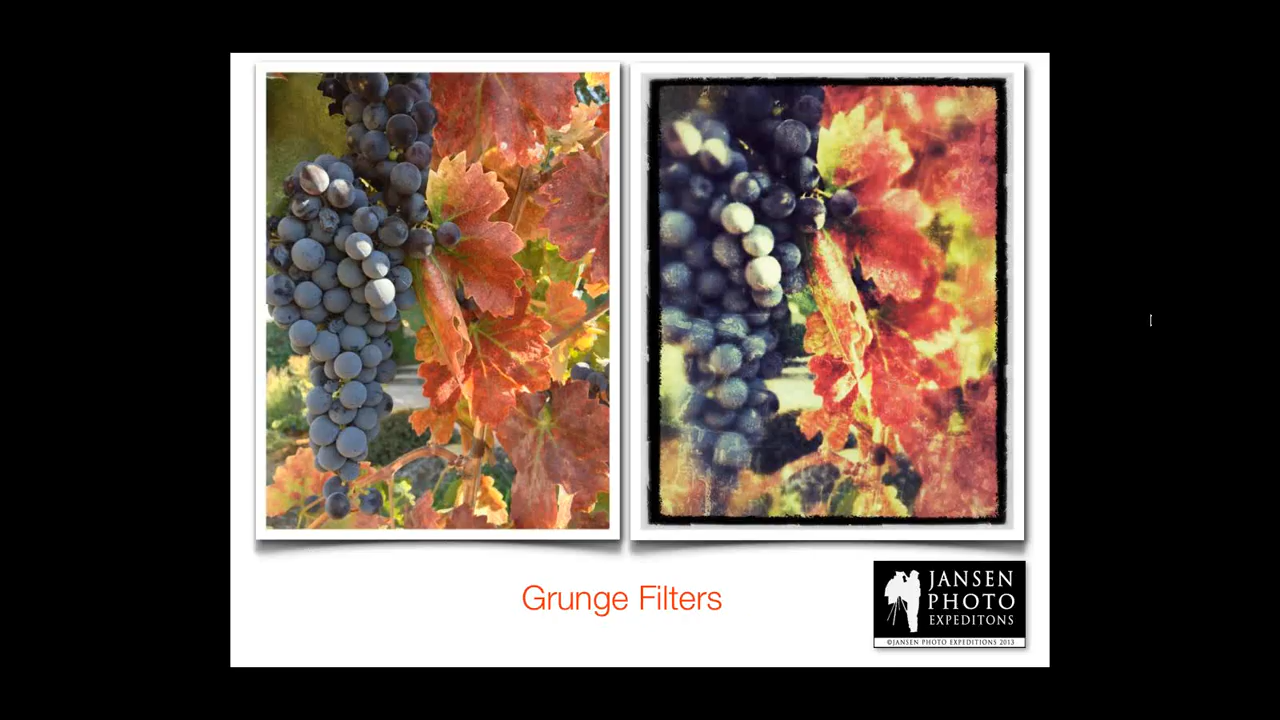 Grunge Filters
JANSEN
PHOTO
EXPEDITONS
©JANSEN PHOTO EXPEDITIONS 2013